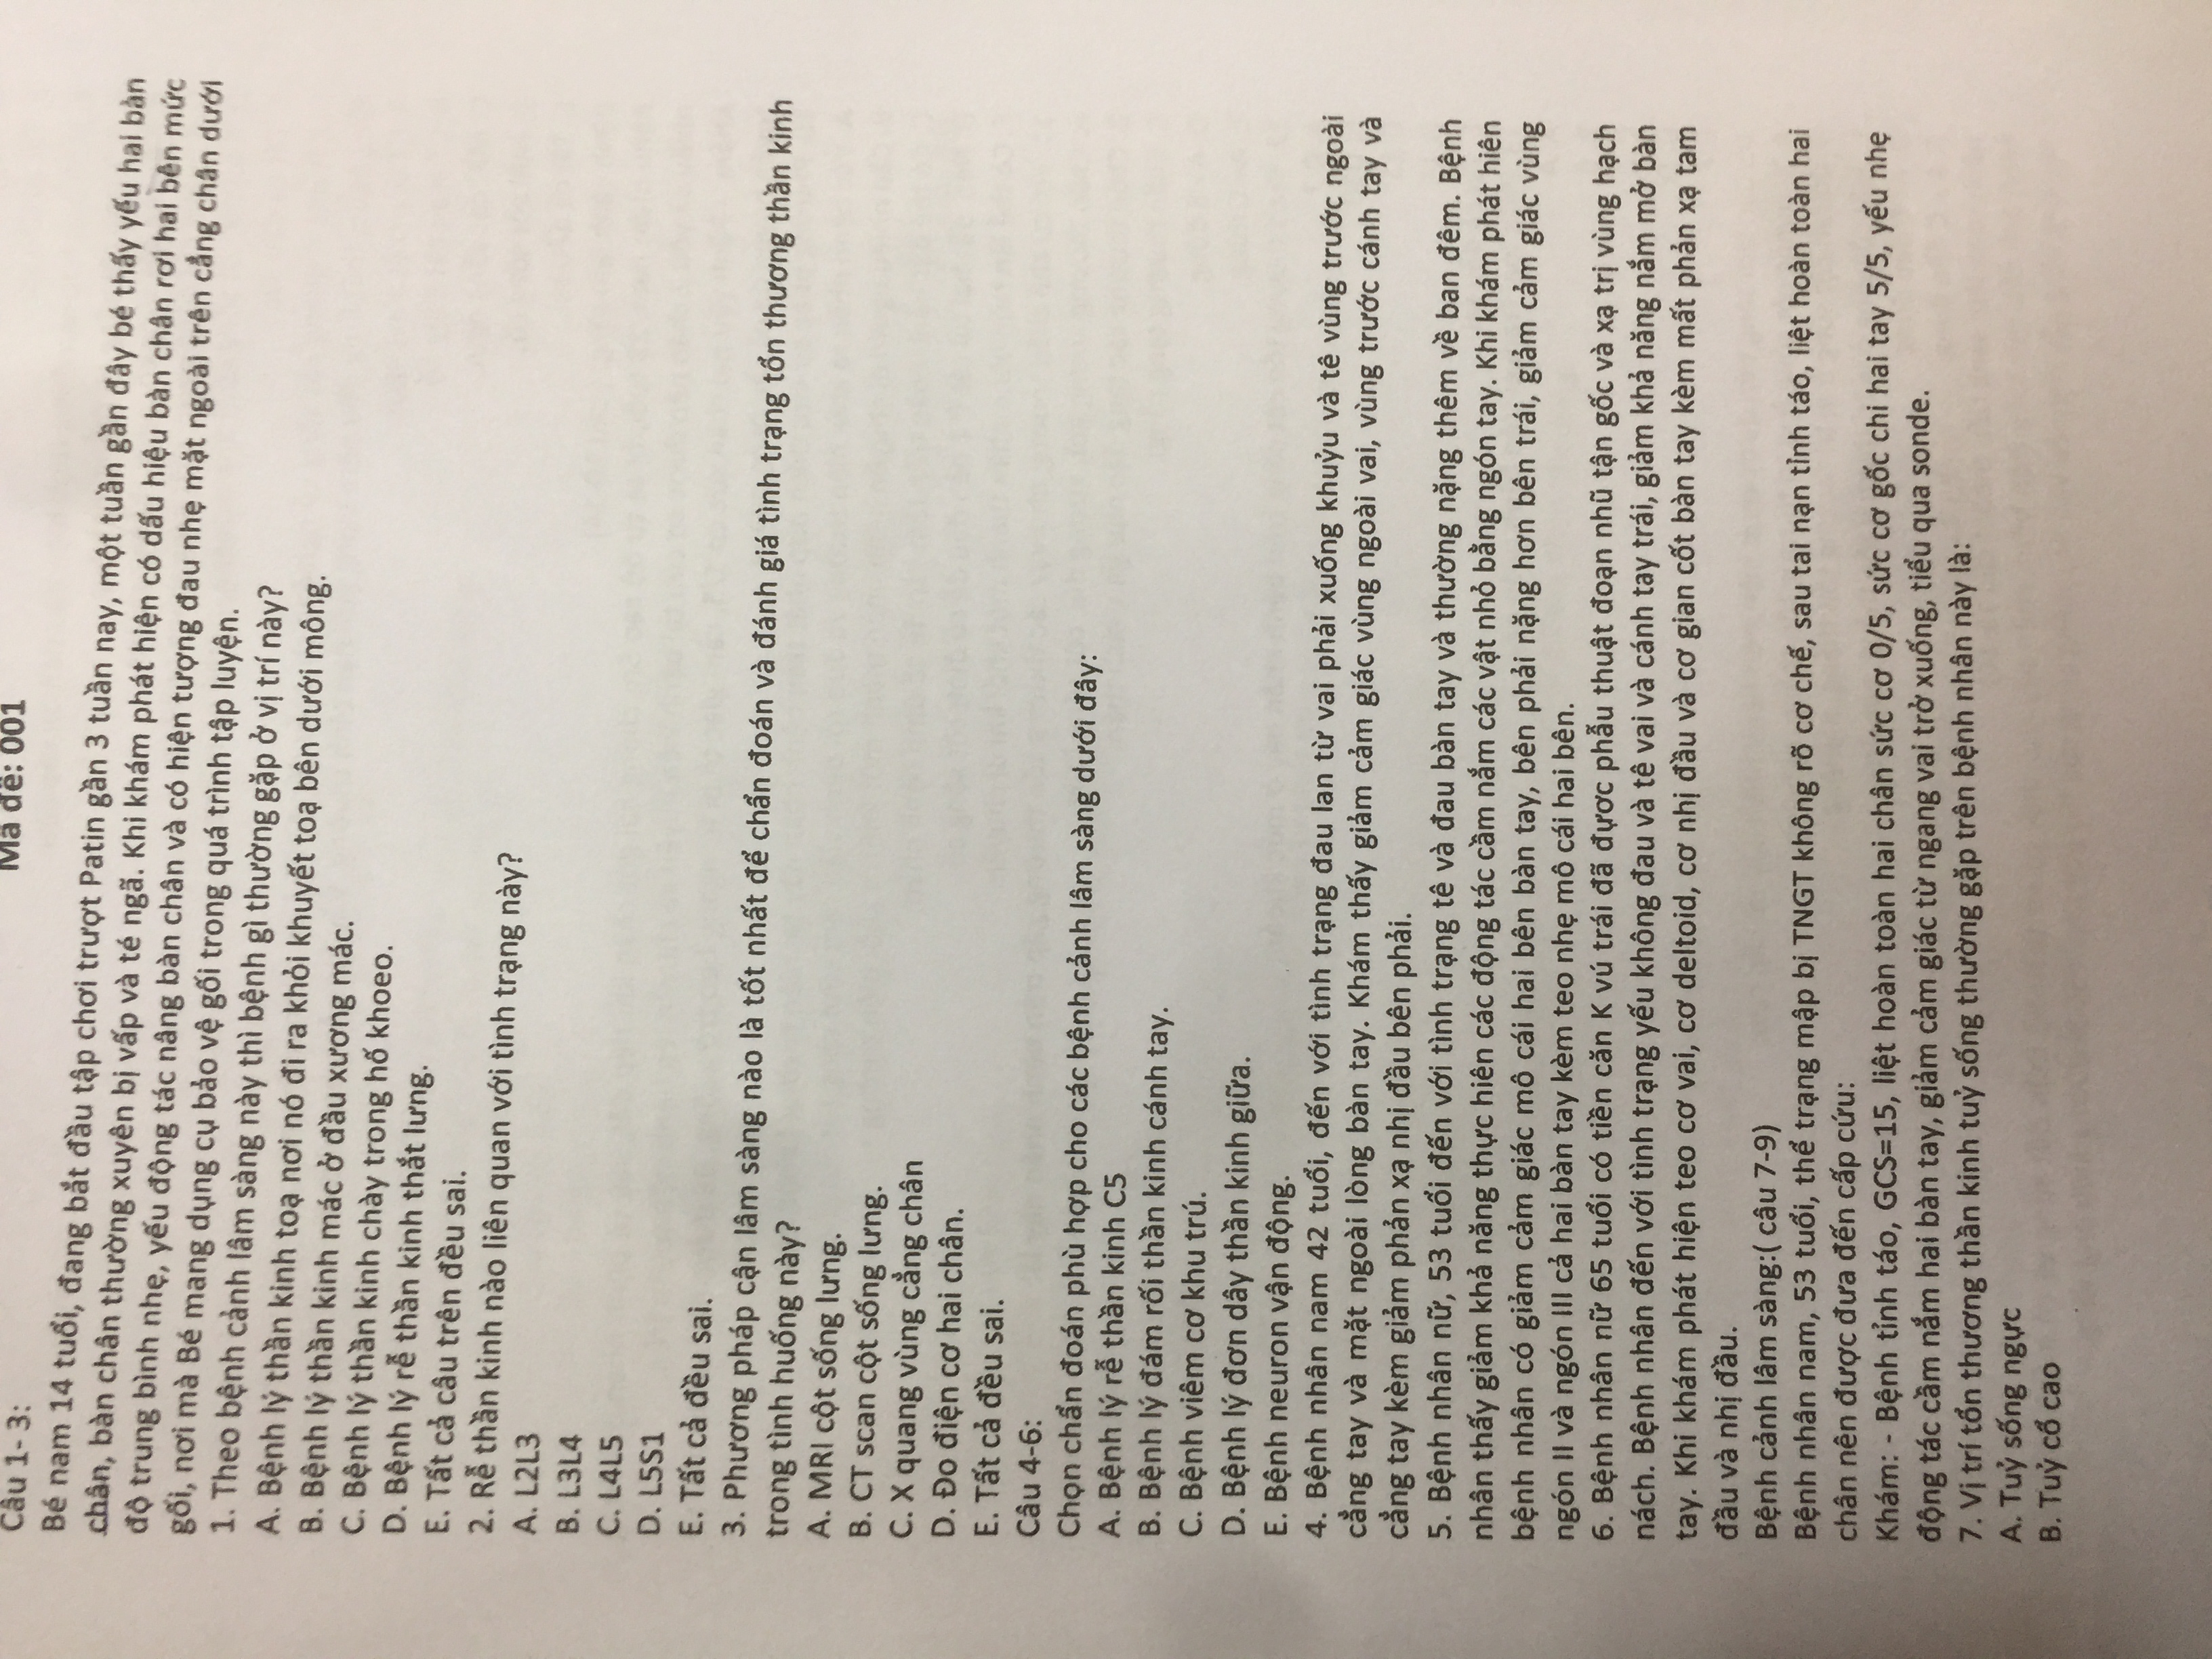 Câu 1- 3:
Mã đề: 001
Bé nam 14 tuổi, đang bắt đầu tập chơi trượt Patin gần 3 tuần nay, một tuần gần đây bé thấy yếu hai bàn
chân, bàn chân thường xuyên bị vấp và té ngã. Khi khám phát hiện có dấu hiệu bàn chân rơi hai bên mức
độ trung bình nhẹ, yếu động tác nâng bàn chân và có hiện tượng đau nhẹ mặt ngoài trên cẳng chân dưới
gối, nơi mà Bé mang dụng cụ bảo vệ gối trong quá trình tập luyện.
1. Theo bệnh cảnh lâm sàng này thì bệnh gì thường gặp ở vị trí này?
A. Bệnh lý thần kinh toạ nơi nó đi ra khỏi khuyết toạ bên dưới mông.
B. Bệnh lý thần kinh mác ở đầu xương mác.
C. Bệnh lý thần kinh chày trong hố khoeo.
D. Bệnh lý rễ thần kinh thắt lưng.
E. Tất cả câu trên đều sai.
2. Rễ thần kinh nào liên quan với tình trạng này?
A. L2L3
B. L3L4
C. L4L5
D. L5S1
E. Tất cả đều sai.
3. Phương pháp cận lâm sàng nào là tốt nhất để chẩn đoán và đánh giá tình trạng tổn thương thần kinh
trong tình huống này?
A. MRI cột sống lưng.
B. CT scan cột sống lưng.
C. X quang vùng cẳng chân
D. Đo điện cơ hai chân.
E. Tất cả đều sai.
Câu 4-6:
Chọn chẩn đoán phù hợp cho các bệnh cảnh lâm sàng dưới đây:
A. Bệnh lý rễ thần kinh C5
B. Bệnh lý đám rối thần kinh cánh tay.
C. Bệnh viêm cơ khu trú.
D. Bệnh lý đơn dây thần kinh giữa.
E. Bệnh neuron vận động.
4. Bệnh nhân nam 42 tuổi, đến với tình trạng đau lan từ vai phải xuống khuỷu và tê vùng trước ngoài
cẳng tay và mặt ngoài lòng bàn tay. Khám thấy giảm cảm giác vùng ngoài vai, vùng trước cánh tay và
cẳng tay kèm giảm phản xạ nhị đầu bên phải.
5. Bệnh nhân nữ, 53 tuổi đến với tình trạng tê và đau bàn tay và thường nặng thêm về ban đêm. Bệnh
nhân thấy giảm khả năng thực hiên các động tác cầm nắm các vật nhỏ bằng ngón tay. Khi khám phát hiên
bệnh nhân có giảm cảm giác mô cái hai bên bàn tay, bên phải nặng hơn bên trái, giảm cảm giác vùng
ngón II và ngón III cả hai bàn tay kèm teo nhẹ mô cái hai bên.
6. Bệnh nhân nữ 65 tuổi có tiền căn K vú trái đã đựơc phẫu thuật đoạn nhũ tận gốc và xạ trị vùng hạch
nách. Bệnh nhân đến với tình trạng yếu không đau và tê vai và cánh tay trái, giảm khả năng nắm mở bàn
tay. Khi khám phát hiện teo cơ vai, cơ deltoid, cơ nhị đầu và cơ gian cốt bàn tay kèm mất phản xạ tam
đầu và nhị đầu.
Bệnh cảnh lâm sàng:( câu 7-9)
Bệnh nhân nam, 53 tuổi, thể trạng mập bị TNGT không rõ cơ chế, sau tai nạn tỉnh táo, liệt hoàn toàn hai
chân nên được đưa đến cấp cứu:
Khám: - Bệnh tỉnh táo, GCS=15, liệt hoàn toàn hai chân sức cơ 0/5, sức cơ gốc chi hai tay 5/5, yếu nhẹ
động tác cầm nắm hai bàn tay, giảm cảm giác từ ngang vai trở xuống, tiểu qua sonde.
7. Vị trí tổn thương thần kinh tuỷ sống thường gặp trên bệnh nhân này là:
A. Tuỷ sống ngực
B. Tuỷ cổ cao